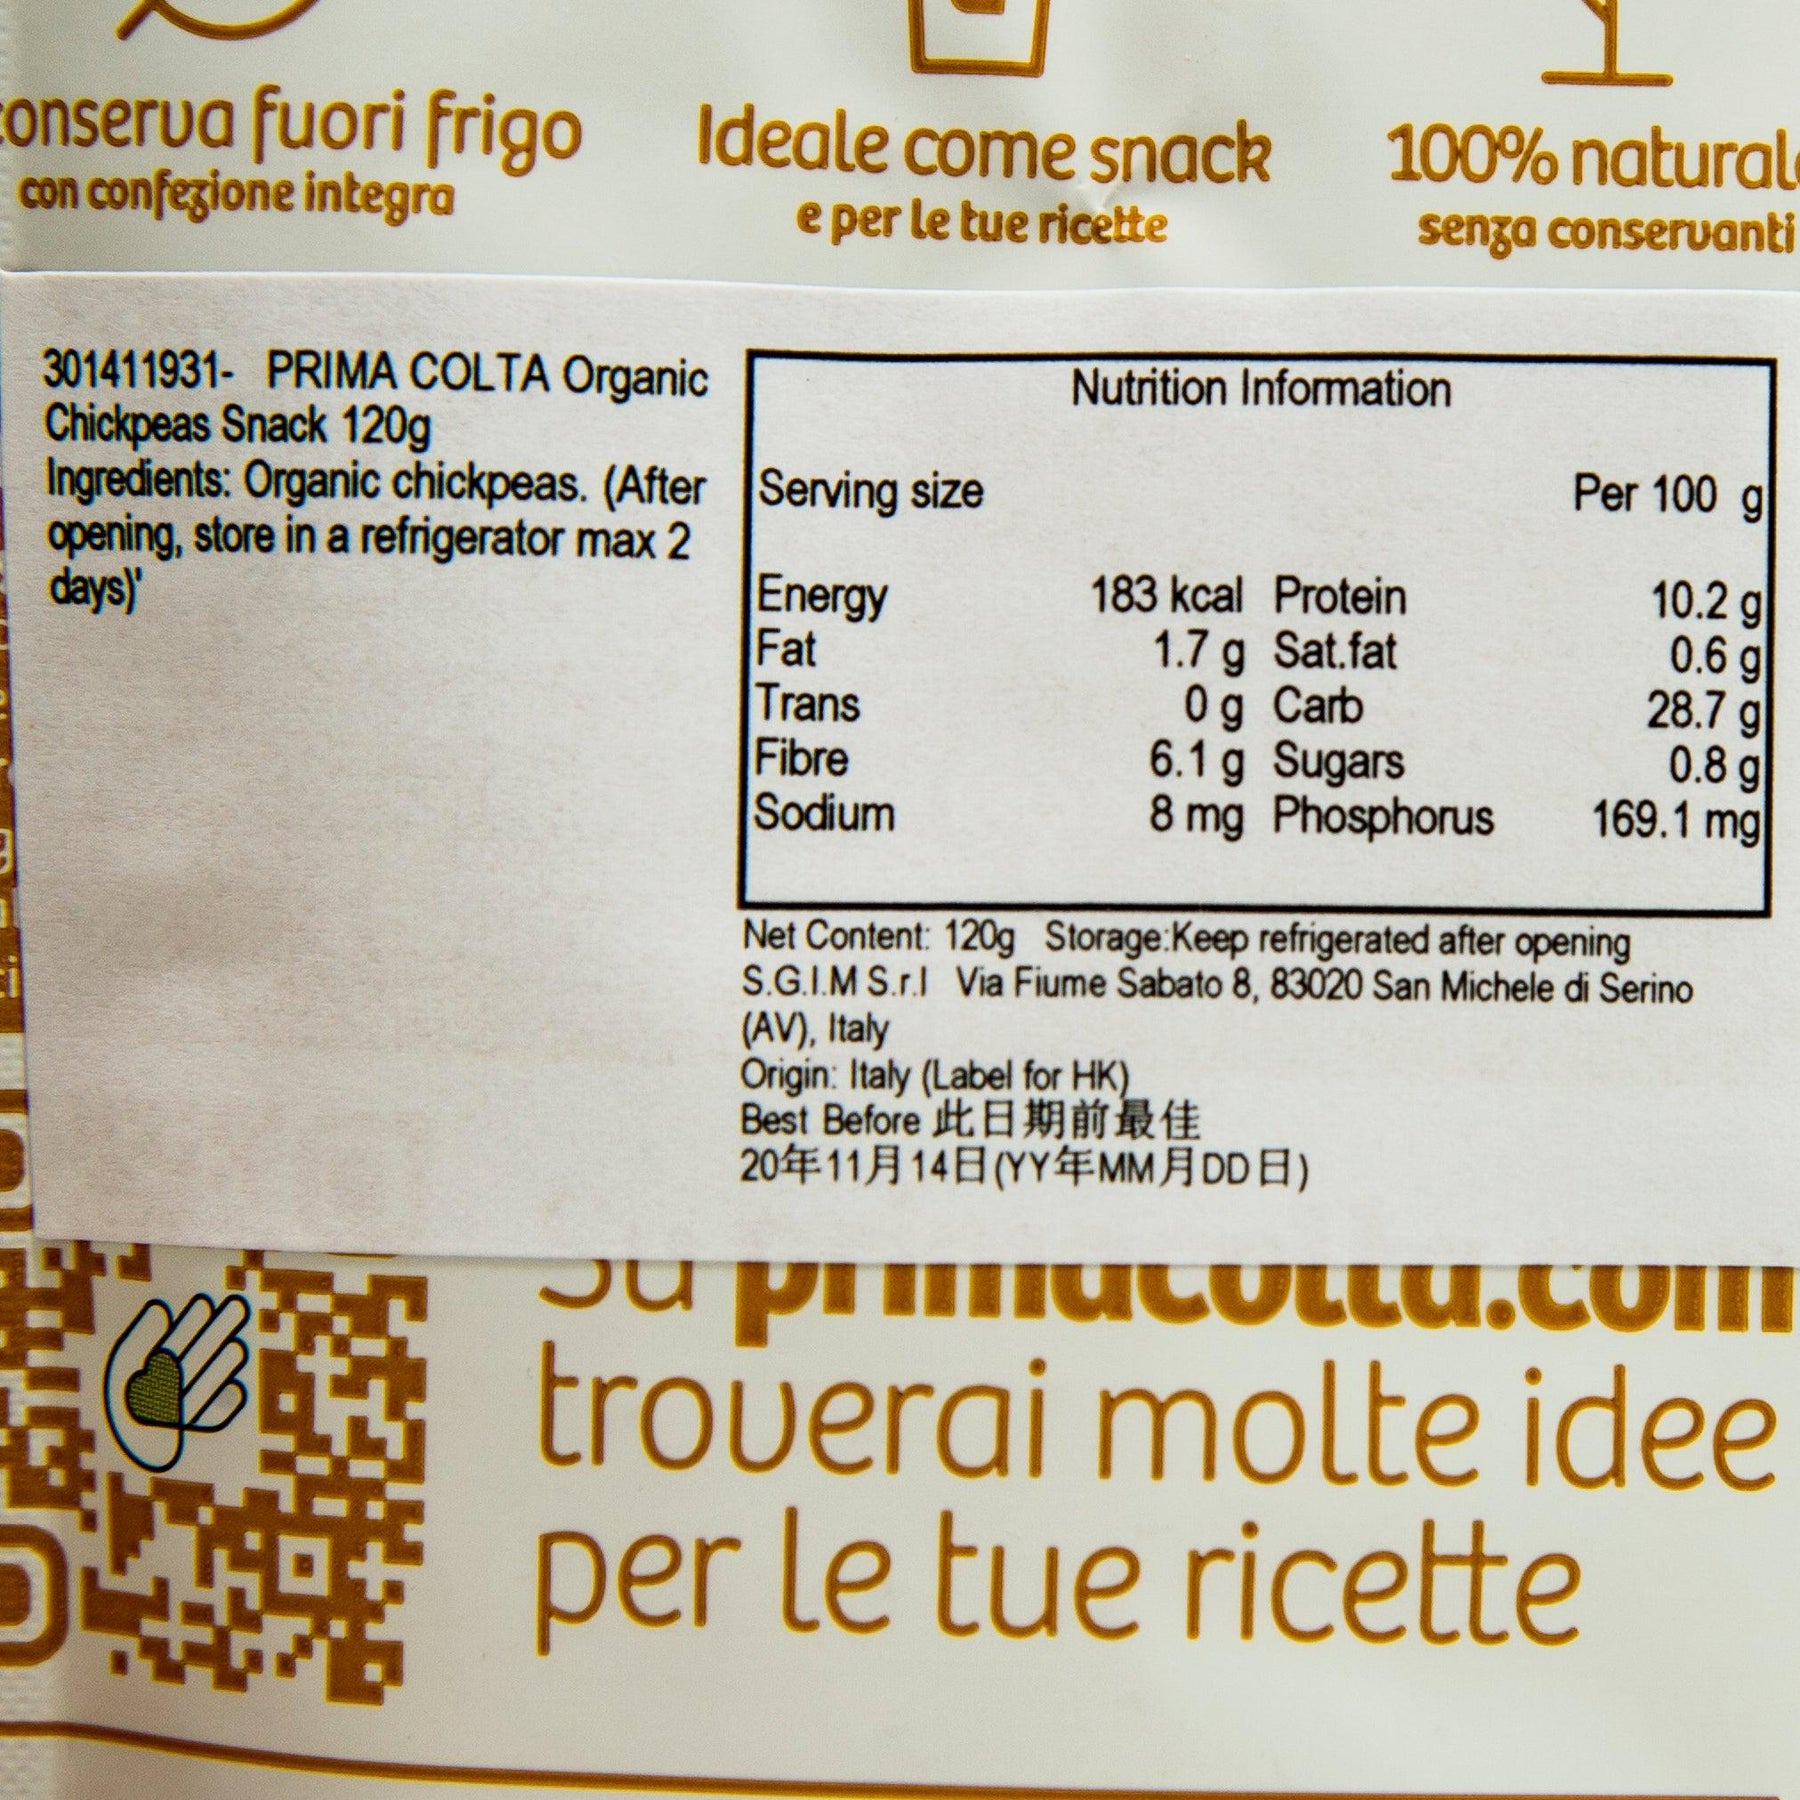 conserva fuori frigo
con confezione integra
Ideale come snack
e per le tue ricette
100% naturale
senza conservanti
301411931- PRIMA COLTA Organic
Chickpeas Snack 120g
Ingredients: Organic chickpeas. (After
opening, store in a refrigerator max 2
days)'
Nutrition Information
Serving size Per 100 g
Energy 183 kcal Protein 10.2 g
Fat 1.7 g Sat.fat 0.6 g
Trans 0 g Carb 28.7 g
Fibre 6.1 g Sugars 0.8 g
Sodium 8 mg Phosphorus 169.1 mg
Net Content: 120g Storage:Keep refrigerated after opening
S.G.I.M S.r.l Via Fiume Sabato 8, 83020 San Michele di Serino
(AV), Italy
Origin: Italy (Label for HK)
Best Before 此日期前最佳
20年11月14日(YY年MM月DD日)
Su primacolta.com
troverai molte idee
per le tue ricette